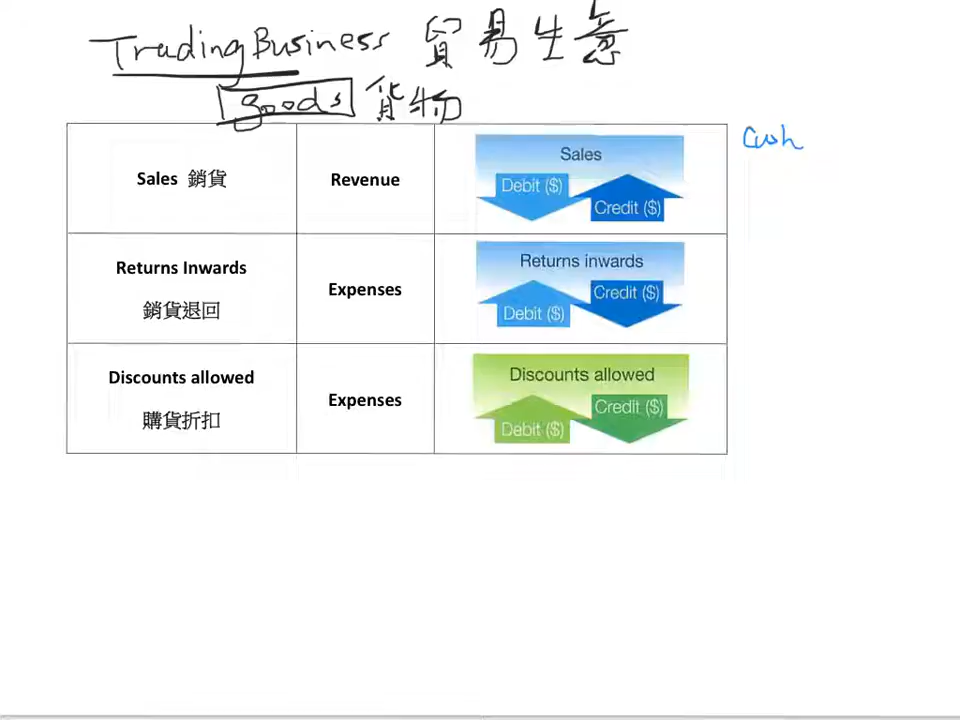 Trading Business 貿易生意
goods 貨物
Cash
Sales 銷貨
Revenue
Sales
Debit ($)
Credit ($)
Returns Inwards
銷貨退回
Expenses
Returns inwards
Credit ($)
Debit ($)
Discounts allowed
購貨折扣
Expenses
Discounts allowed
Credit ($)
Debit ($)